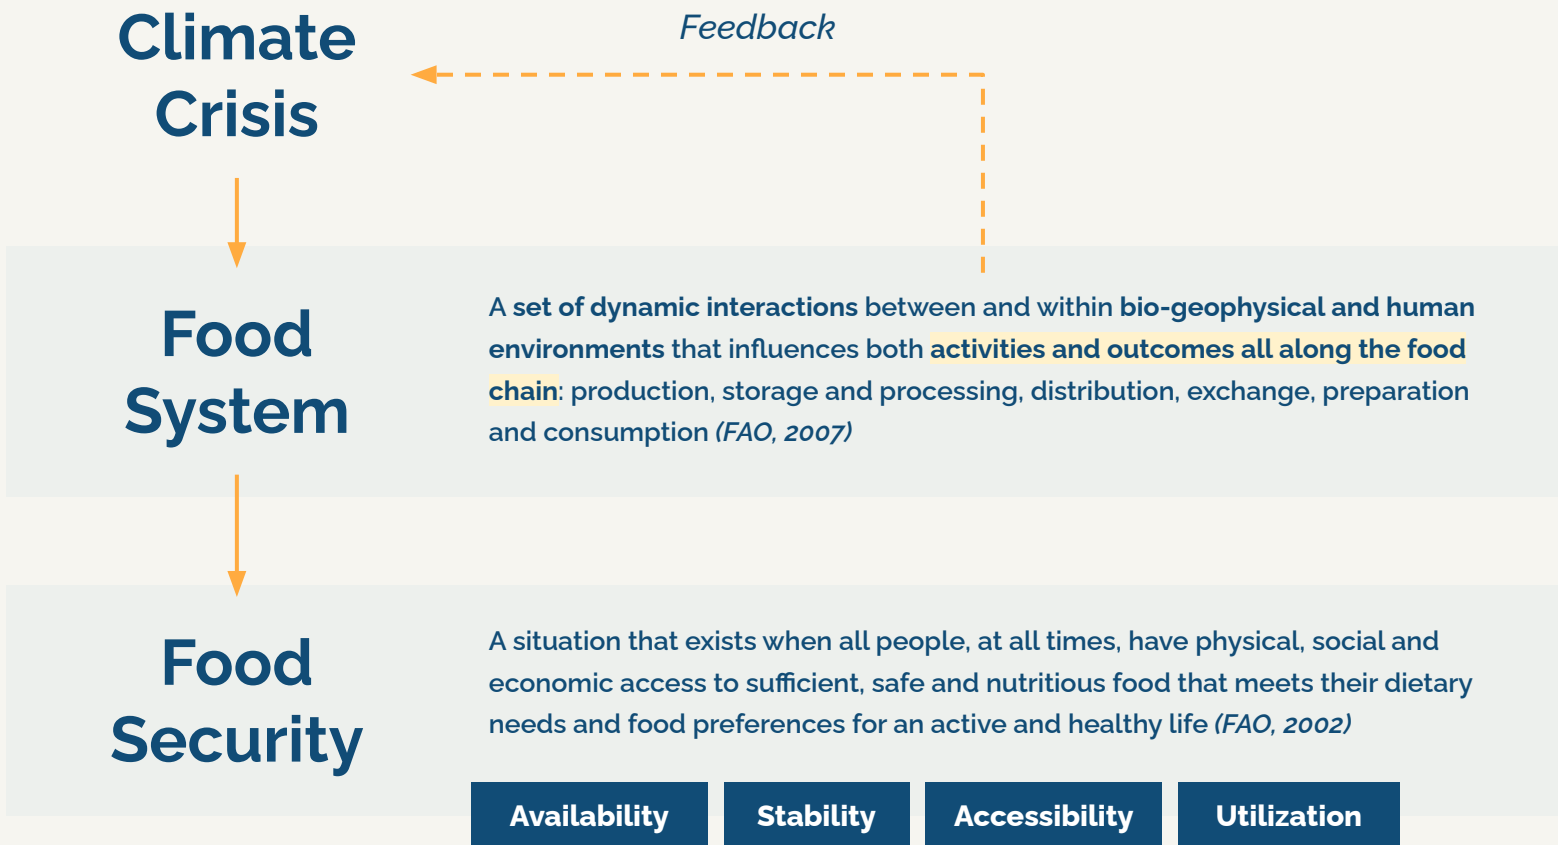 Climate
Crisis
Feedback
Food
System
A set of dynamic interactions between and within bio-geophysical and human
environments that influences both activities and outcomes all along the food
chain: production, storage and processing, distribution, exchange, preparation
and consumption (FAO, 2007)
Food
Security
A situation that exists when all people, at all times, have physical, social and
economic access to sufficient, safe and nutritious food that meets their dietary
needs and food preferences for an active and healthy life (FAO, 2002)
Availability
Stability
Accessibility
Utilization